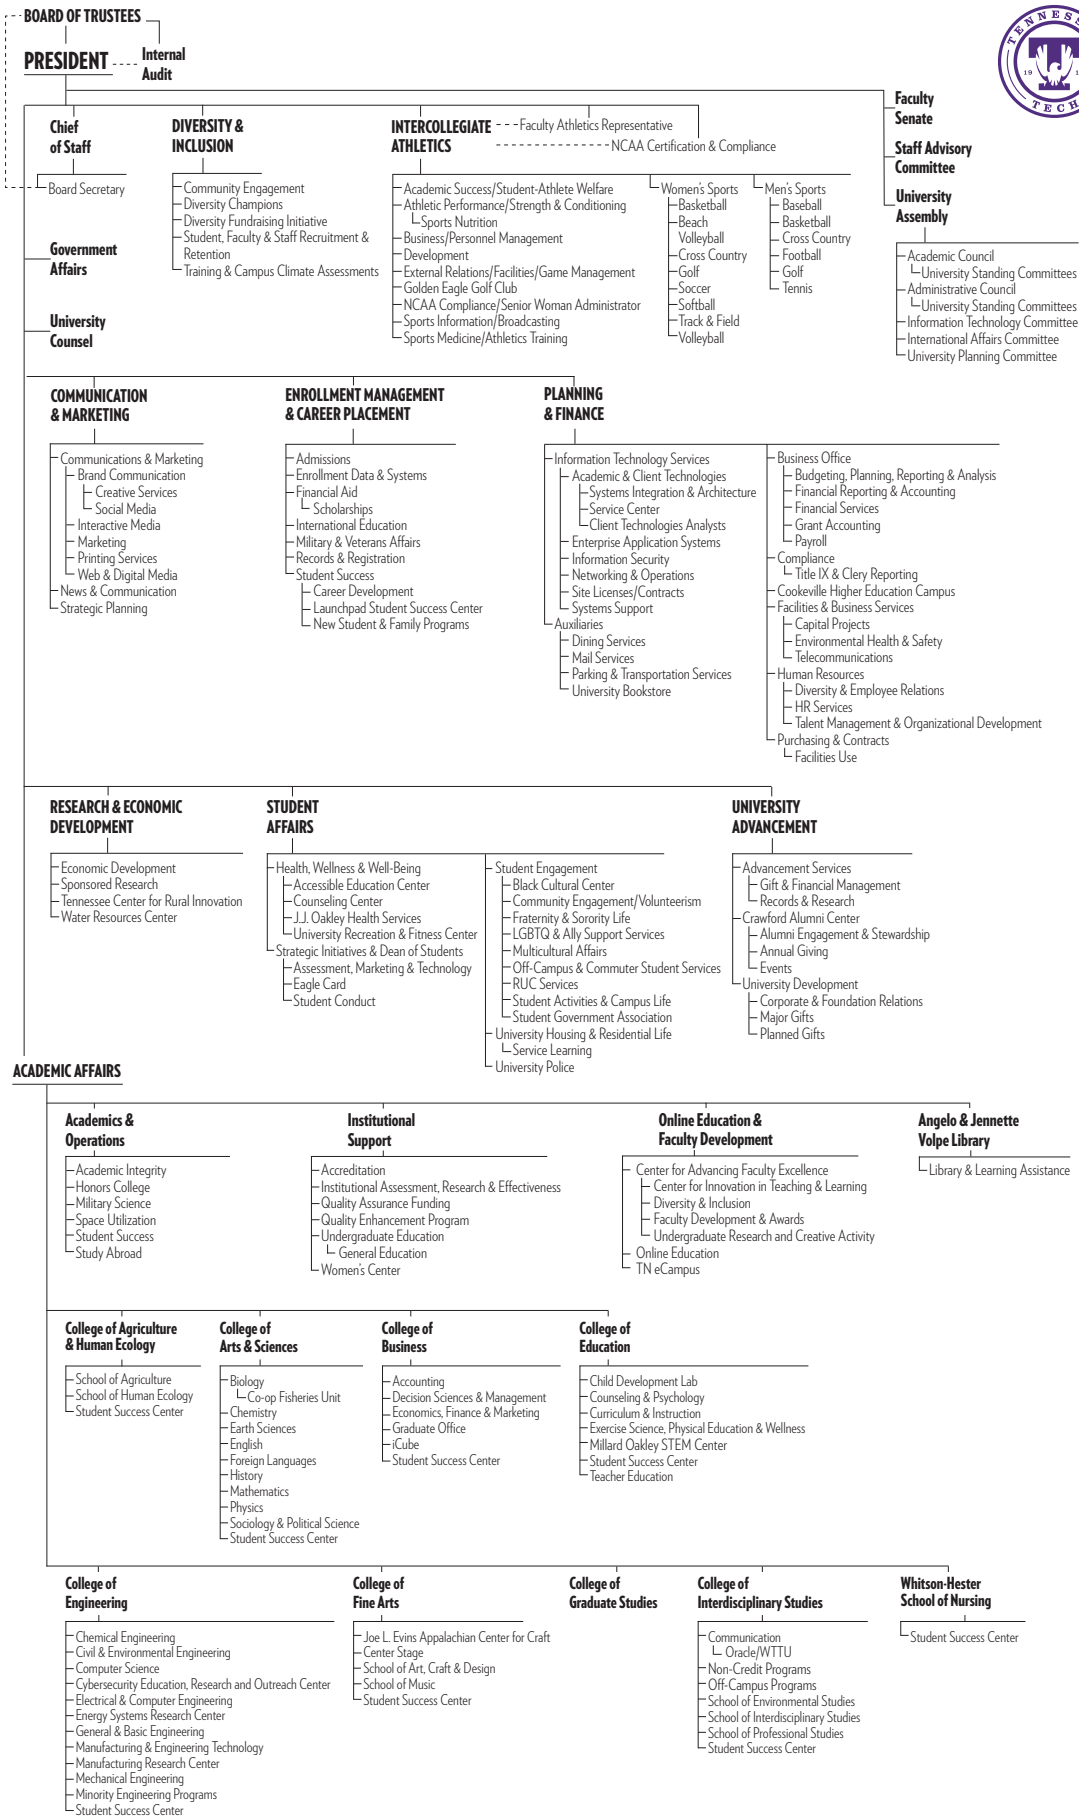 BOARD OF TRUSTEES
PRESIDENT
Internal
Audit
TENNESS
19 1
TECH
Faculty
Senate
Staff Advisory
Committee
University
Assembly
Academic Council
University Standing Committees
Administrative Council
University Standing Committees
Information Technology Committee
International Affairs Committee
University Planning Committee
Chief
of Staff
Board Secretary
Government
Affairs
University
Counsel
DIVERSITY &
INCLUSION
Community Engagement
Diversity Champions
Diversity Fundraising Initiative
Student, Faculty & Staff Recruitment &
Retention
Training & Campus Climate Assessments
INTERCOLLEGIATE
ATHLETICS
Faculty Athletics Representative
NCAA Certification & Compliance
Academic Success/Student-Athlete Welfare
Athletic Performance/Strength & Conditioning
Sports Nutrition
Business/Personnel Management
Development
External Relations/Facilities/Game Management
Golden Eagle Golf Club
NCAA Compliance/Senior Woman Administrator
Sports Information/Broadcasting
Sports Medicine/Athletics Training
Women's Sports
Basketball
Beach
Volleyball
Cross Country
Golf
Soccer
Softball
Track & Field
Volleyball
Men's Sports
Baseball
Basketball
Cross Country
Football
Golf
Tennis
COMMUNICATION
& MARKETING
Communications & Marketing
Brand Communication
Creative Services
Social Media
Interactive Media
Marketing
Printing Services
Web & Digital Media
News & Communication
Strategic Planning
ENROLLMENT MANAGEMENT
& CAREER PLACEMENT
Admissions
Enrollment Data & Systems
Financial Aid
Scholarships
International Education
Military & Veterans Affairs
Records & Registration
Student Success
Career Development
Launchpad Student Success Center
New Student & Family Programs
PLANNING
& FINANCE
Information Technology Services
Academic & Client Technologies
Systems Integration & Architecture
Service Center
Client Technologies Analysts
Enterprise Application Systems
Information Security
Networking & Operations
Site Licenses/Contracts
Systems Support
Auxiliaries
Dining Services
Mail Services
Parking & Transportation Services
University Bookstore
Business Office
Budgeting, Planning, Reporting & Analysis
Financial Reporting & Accounting
Financial Services
Grant Accounting
Payroll
Compliance
Title IX & Clery Reporting
Cookeville Higher Education Campus
Facilities & Business Services
Capital Projects
Environmental Health & Safety
Telecommunications
Human Resources
Diversity & Employee Relations
HR Services
Talent Management & Organizational Development
Purchasing & Contracts
Facilities Use
RESEARCH & ECONOMIC
DEVELOPMENT
Economic Development
Sponsored Research
Tennessee Center for Rural Innovation
Water Resources Center
STUDENT
AFFAIRS
Health, Wellness & Well-Being
Accessible Education Center
Counseling Center
J.J. Oakley Health Services
University Recreation & Fitness Center
Strategic Initiatives & Dean of Students
Assessment, Marketing & Technology
Eagle Card
Student Conduct
Student Engagement
Black Cultural Center
Community Engagement/Volunteerism
Fraternity & Sorority Life
LGBTQ & Ally Support Services
Multicultural Affairs
Off-Campus & Commuter Student Services
RUC Services
Student Activities & Campus Life
Student Government Association
University Housing & Residential Life
Service Learning
University Police
UNIVERSITY
ADVANCEMENT
Advancement Services
Gift & Financial Management
Records & Research
Crawford Alumni Center
Alumni Engagement & Stewardship
Annual Giving
Events
University Development
Corporate & Foundation Relations
Major Gifts
Planned Gifts
ACADEMIC AFFAIRS
Academics &
Operations
Academic Integrity
Honors College
Military Science
Space Utilization
Student Success
Study Abroad
Institutional
Support
Accreditation
Institutional Assessment, Research & Effectiveness
Quality Assurance Funding
Quality Enhancement Program
Undergraduate Education
General Education
Women's Center
Online Education &
Faculty Development
Center for Advancing Faculty Excellence
Center for Innovation in Teaching & Learning
Diversity & Inclusion
Faculty Development & Awards
Undergraduate Research and Creative Activity
Online Education
TN eCampus
Angelo & Jennette
Volpe Library
Library & Learning Assistance
College of Agriculture
& Human Ecology
School of Agriculture
School of Human Ecology
Student Success Center
College of
Arts & Sciences
Biology
Co-op Fisheries Unit
Chemistry
Earth Sciences
English
Foreign Languages
History
Mathematics
Physics
Sociology & Political Science
Student Success Center
College of
Business
Accounting
Decision Sciences & Management
Economics, Finance & Marketing
Graduate Office
iCube
Student Success Center
College of
Education
Child Development Lab
Counseling & Psychology
Curriculum & Instruction
Exercise Science, Physical Education & Wellness
Millard Oakley STEM Center
Student Success Center
Teacher Education
College of
Engineering
Chemical Engineering
Civil & Environmental Engineering
Computer Science
Cybersecurity Education, Research and Outreach Center
Electrical & Computer Engineering
Energy Systems Research Center
General & Basic Engineering
Manufacturing & Engineering Technology
Manufacturing Research Center
Mechanical Engineering
Minority Engineering Programs
Student Success Center
College of
Fine Arts
Joe L. Evins Appalachian Center for Craft
Center Stage
School of Art, Craft & Design
School of Music
Student Success Center
College of
Graduate Studies
College of
Interdisciplinary Studies
Communication
Oracle/WTTU
Non-Credit Programs
Off-Campus Programs
School of Environmental Studies
School of Interdisciplinary Studies
School of Professional Studies
Student Success Center
Whitson-Hester
School of Nursing
Student Success Center